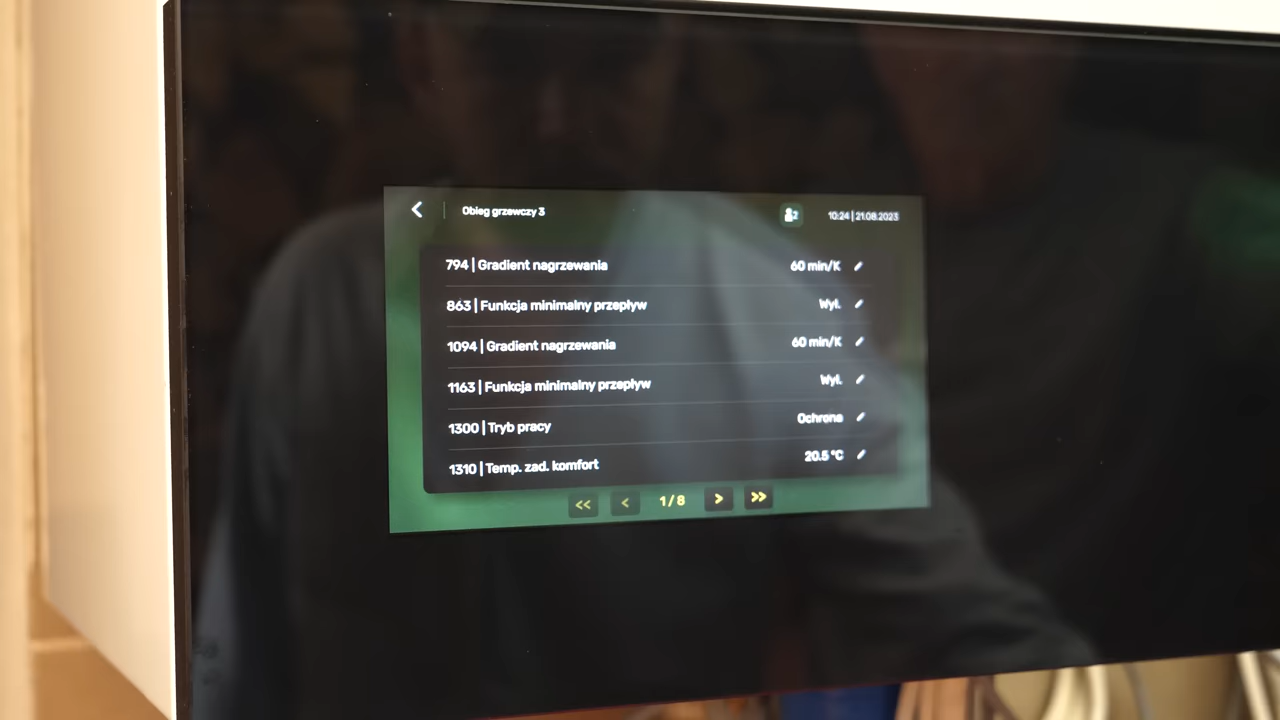 Obieg grzewczy 3
2
10:24 | 21.08.2023
794 | Gradient nagrzewania 60 min/K
863 | Funkcja minimalny przepływ Wył.
1094 | Gradient nagrzewania 60 min/K
1163 | Funkcja minimalny przepływ Wył.
1300 | Tryb pracy Ochrona
1310 | Temp. zad. komfort 20.5 °C
<< < 1 / 8 > >>